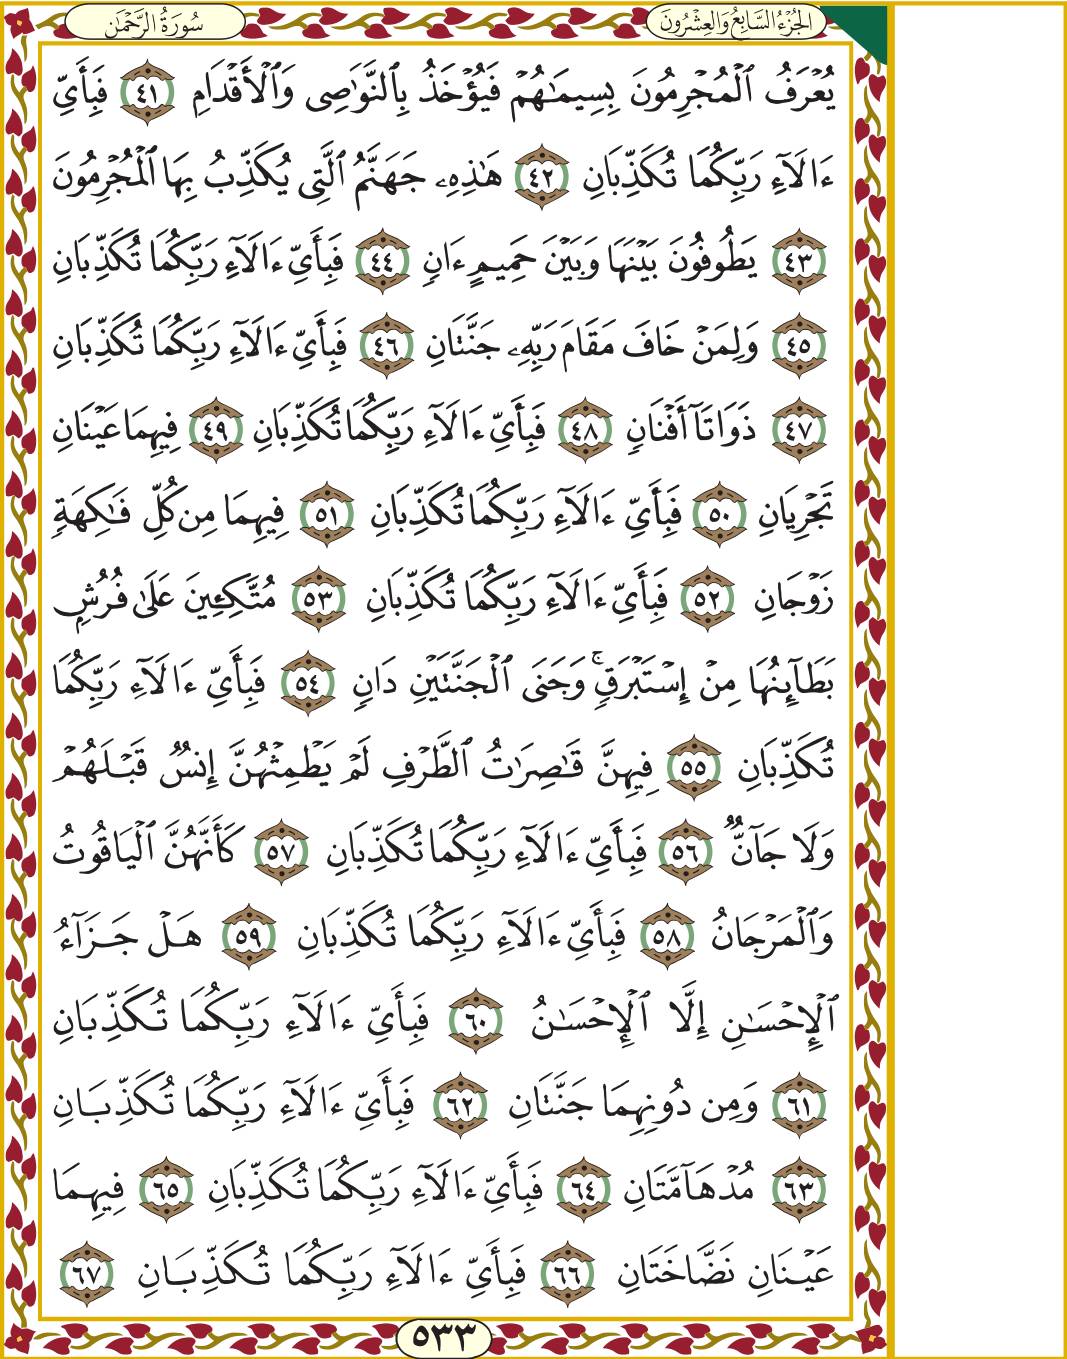 الجُزْءُ السَّابِعُ وَالعِشْرُونَ
سُورَةُ الرَّحْمٰن
يُعْرَفُ ٱلْمُجْرِمُونَ بِسِيمَٰهُمْ فَيُؤْخَذُ بِٱلنَّوَٰصِى وَٱلْأَقْدَامِ ٤١ فَبِأَىِّ
ءَالَآءِ رَبِّكُمَا تُكَذِّبَانِ ٤٢ هَٰذِهِۦ جَهَنَّمُ ٱلَّتِى يُكَذِّبُ بِهَا ٱلْمُجْرِمُونَ
٤٣ يَطُوفُونَ بَيْنَهَا وَبَيْنَ حَمِيمٍ ءَانٍ ٤٤ فَبِأَىِّ ءَالَآءِ رَبِّكُمَا تُكَذِّبَانِ
٤٥ وَلِمَنْ خَافَ مَقَامَ رَبِّهِۦ جَنَّتَانِ ٤٦ فَبِأَىِّ ءَالَآءِ رَبِّكُمَا تُكَذِّبَانِ
٤٧ ذَوَاتَآ أَفْنَانٍ ٤٨ فَبِأَىِّ ءَالَآءِ رَبِّكُمَا تُكَذِّبَانِ ٤٩ فِيهِمَا عَيْنَانِ
تَجْرِيَانِ ٥٠ فَبِأَىِّ ءَالَآءِ رَبِّكُمَا تُكَذِّبَانِ ٥١ فِيهِمَا مِن كُلِّ فَٰكِهَةٍ
زَوْجَانِ ٥٢ فَبِأَىِّ ءَالَآءِ رَبِّكُمَا تُكَذِّبَانِ ٥٣ مُتَّكِـِٔينَ عَلَىٰ فُرُشٍ
بَطَآئِنُهَا مِنْ إِسْتَبْرَقٍ ۚ وَجَنَى ٱلْجَنَّتَيْنِ دَانٍ ٥٤ فَبِأَىِّ ءَالَآءِ رَبِّكُمَا
تُكَذِّبَانِ ٥٥ فِيهِنَّ قَٰصِرَٰتُ ٱلطَّرْفِ لَمْ يَطْمِثْهُنَّ إِنسٌ قَبْلَهُمْ
وَلَا جَآنٌّ ٥٦ فَبِأَىِّ ءَالَآءِ رَبِّكُمَا تُكَذِّبَانِ ٥٧ كَأَنَّهُنَّ ٱلْيَاقُوتُ
وَٱلْمَرْجَانُ ٥٨ فَبِأَىِّ ءَالَآءِ رَبِّكُمَا تُكَذِّبَانِ ٥٩ هَلْ جَزَآءُ
ٱلْإِحْسَٰنِ إِلَّا ٱلْإِحْسَٰنُ ٦٠ فَبِأَىِّ ءَالَآءِ رَبِّكُمَا تُكَذِّبَانِ
٦١ وَمِن دُونِهِمَا جَنَّتَانِ ٦٢ فَبِأَىِّ ءَالَآءِ رَبِّكُمَا تُكَذِّبَانِ
٦٣ مُدْهَآمَّتَانِ ٦٤ فَبِأَىِّ ءَالَآءِ رَبِّكُمَا تُكَذِّبَانِ ٦٥ فِيهِمَا
عَيْنَانِ نَضَّاخَتَانِ ٦٦ فَبِأَىِّ ءَالَآءِ رَبِّكُمَا تُكَذِّبَانِ ٦٧
٥٣٣